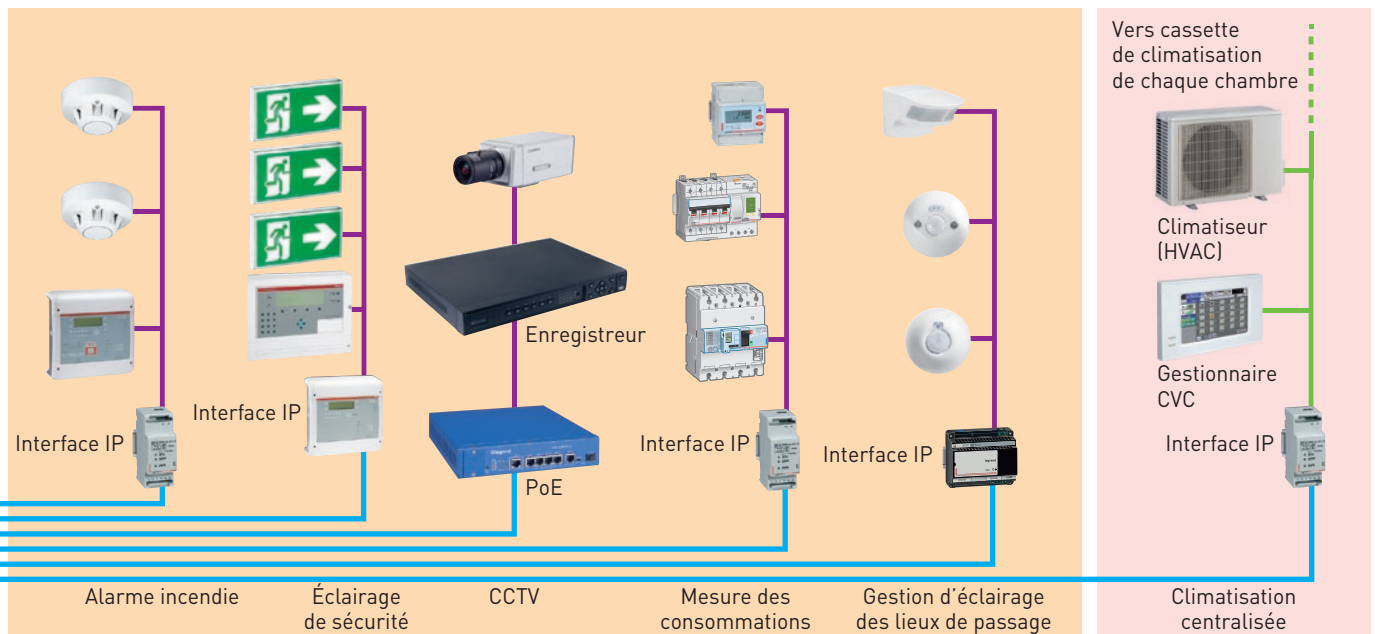 Vers cassette
de climatisation
de chaque chambre
Climatiseur
(HVAC)
Enregistreur
Gestionnaire
CVC
Interface IP
Interface IP
PoE
Interface IP
Interface IP
Interface IP
Alarme incendie
Éclairage
de sécurité
CCTV
Mesure des
consommations
Gestion d'éclairage
des lieux de passage
Climatisation
centralisée